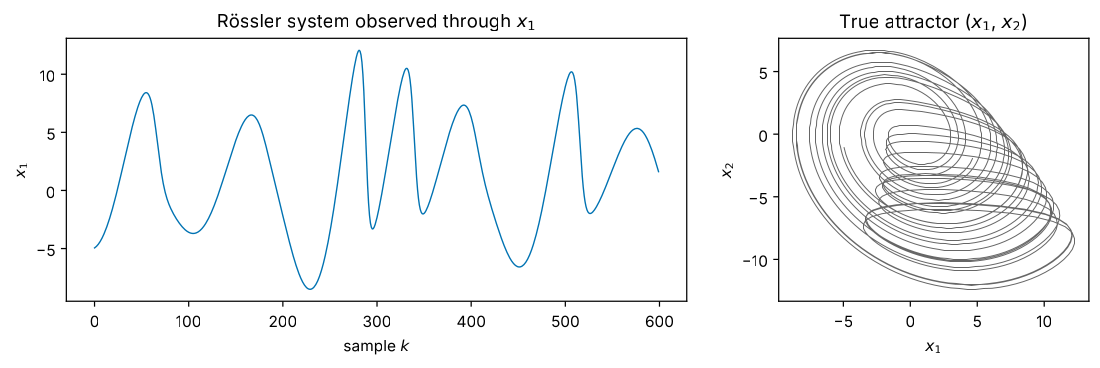 Rössler system observed through x₁
10
5
0
−5
x₁
0 100 200 300 400 500 600
sample k
True attractor (x₁, x₂)
5
0
−5
−10
x₂
−5 0 5 10
x₁